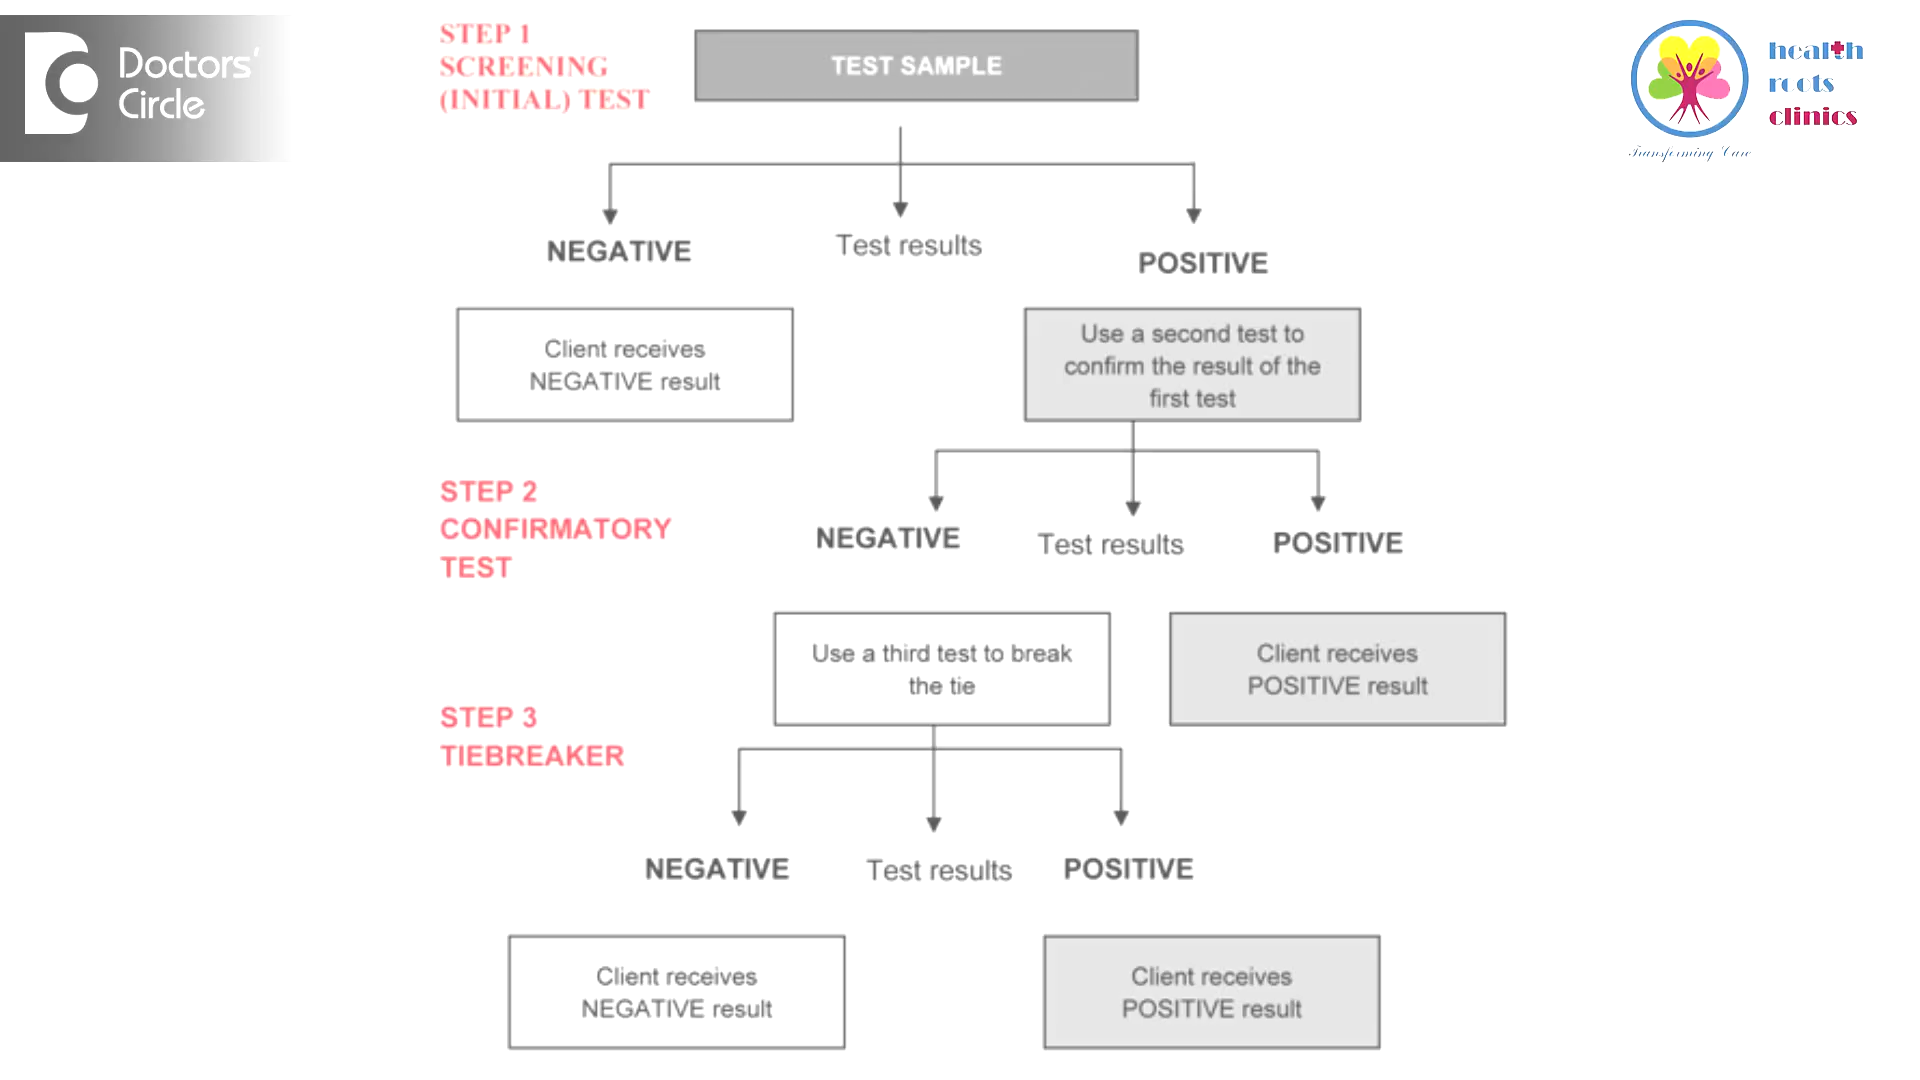 Doctors'
Circle
STEP 1
SCREENING
(INITIAL) TEST
TEST SAMPLE
health
roots
clinics
Transforming Care
NEGATIVE
Test results
POSITIVE
Client receives
NEGATIVE result
Use a second test to
confirm the result of the
first test
STEP 2
CONFIRMATORY
TEST
NEGATIVE
Test results
POSITIVE
Use a third test to break
the tie
Client receives
POSITIVE result
STEP 3
TIEBREAKER
NEGATIVE
Test results
POSITIVE
Client receives
NEGATIVE result
Client receives
POSITIVE result